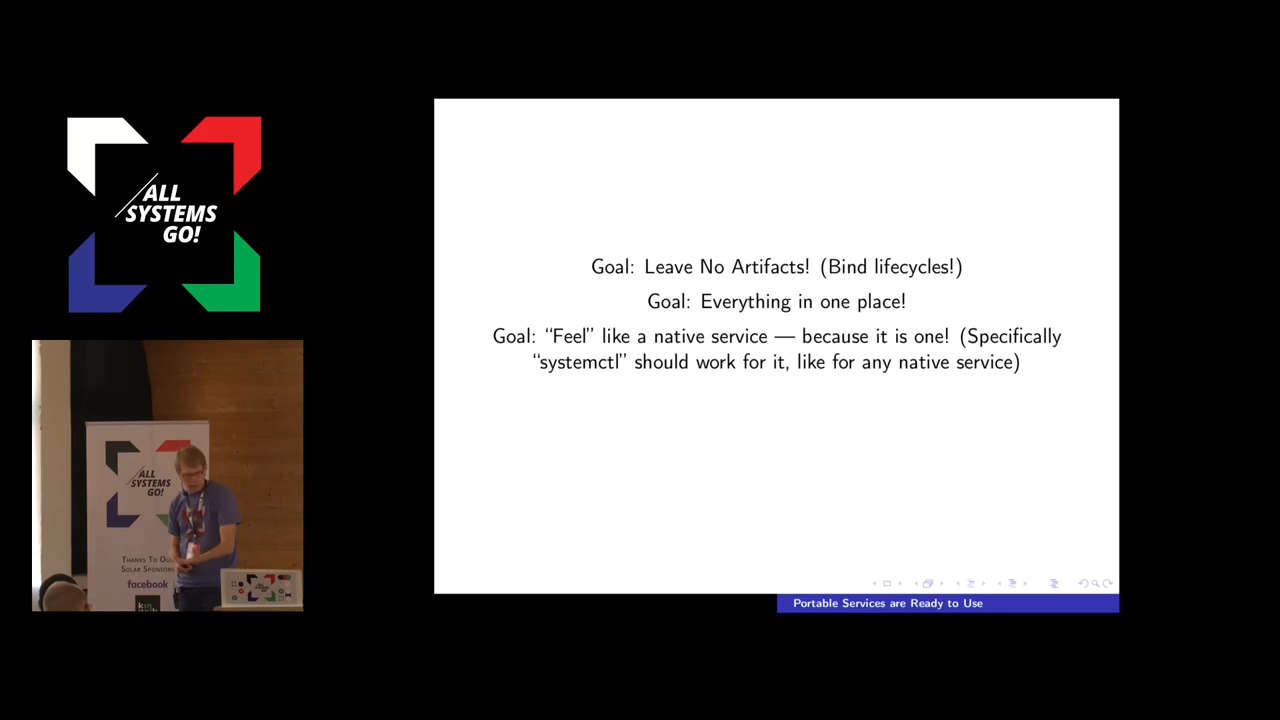 ALL
SYSTEMS
GO!
Goal: Leave No Artifacts! (Bind lifecycles!)
Goal: Everything in one place!
Goal: “Feel” like a native service — because it is one! (Specifically
“systemctl” should work for it, like for any native service)
Portable Services are Ready to Use
ALL
SYSTEMS
GO!
THANKS TO OU
SOLAR SPONSORS
facebook